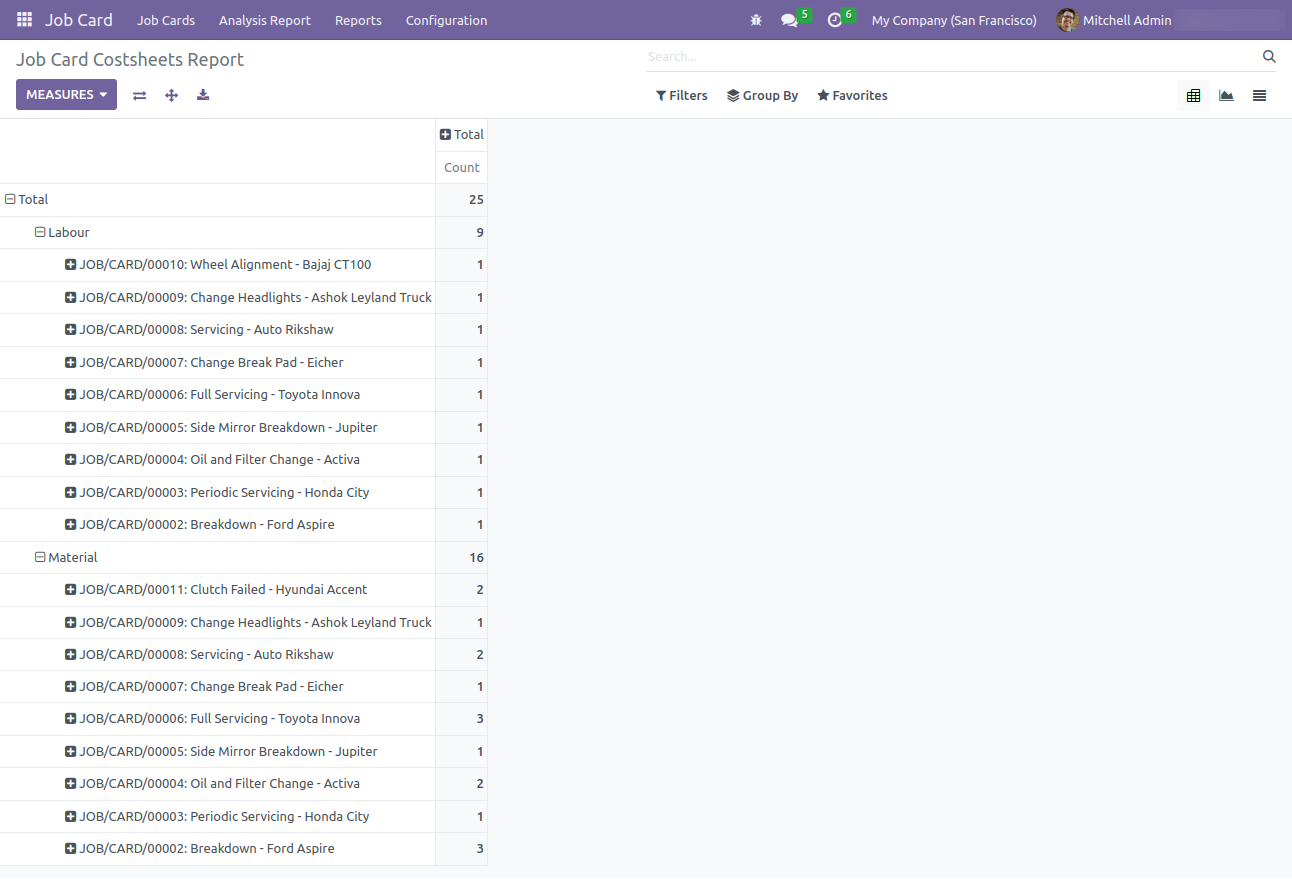 Job Card Job Cards Analysis Report Reports Configuration 5 6 My Company (San Francisco) Mitchell Admin
Job Card Costsheets Report
Search...
MEASURES
Filters Group By Favorites
Total
Count
Total 25
Labour 9
JOB/CARD/00010: Wheel Alignment - Bajaj CT100 1
JOB/CARD/00009: Change Headlights - Ashok Leyland Truck 1
JOB/CARD/00008: Servicing - Auto Rikshaw 1
JOB/CARD/00007: Change Break Pad - Eicher 1
JOB/CARD/00006: Full Servicing - Toyota Innova 1
JOB/CARD/00005: Side Mirror Breakdown - Jupiter 1
JOB/CARD/00004: Oil and Filter Change - Activa 1
JOB/CARD/00003: Periodic Servicing - Honda City 1
JOB/CARD/00002: Breakdown - Ford Aspire 1
Material 16
JOB/CARD/00011: Clutch Failed - Hyundai Accent 2
JOB/CARD/00009: Change Headlights - Ashok Leyland Truck 1
JOB/CARD/00008: Servicing - Auto Rikshaw 2
JOB/CARD/00007: Change Break Pad - Eicher 1
JOB/CARD/00006: Full Servicing - Toyota Innova 3
JOB/CARD/00005: Side Mirror Breakdown - Jupiter 1
JOB/CARD/00004: Oil and Filter Change - Activa 2
JOB/CARD/00003: Periodic Servicing - Honda City 1
JOB/CARD/00002: Breakdown - Ford Aspire 3